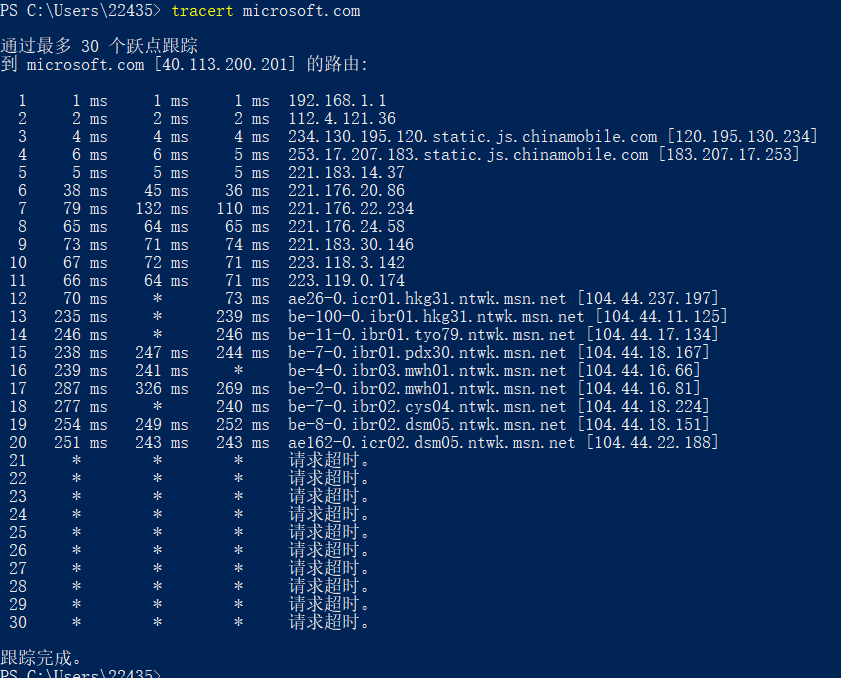 PS C:\Users\22435> tracert microsoft.com
通过最多 30 个跃点跟踪
到 microsoft.com [40.113.200.201] 的路由:
1 1 ms 1 ms 1 ms 192.168.1.1
2 2 ms 2 ms 2 ms 112.4.121.36
3 4 ms 4 ms 4 ms 234.130.195.120.static.js.chinamobile.com [120.195.130.234]
4 6 ms 6 ms 5 ms 253.17.207.183.static.js.chinamobile.com [183.207.17.253]
5 5 ms 5 ms 5 ms 221.183.14.37
6 38 ms 45 ms 36 ms 221.176.20.86
7 79 ms 132 ms 110 ms 221.176.22.234
8 65 ms 64 ms 65 ms 221.176.24.58
9 73 ms 71 ms 74 ms 221.183.30.146
10 67 ms 72 ms 71 ms 223.118.3.142
11 66 ms 64 ms 71 ms 223.119.0.174
12 70 ms * 73 ms ae26-0.icr01.hkg31.ntwk.msn.net [104.44.237.197]
13 235 ms * 239 ms be-100-0.ibr01.hkg31.ntwk.msn.net [104.44.11.125]
14 246 ms * 246 ms be-11-0.ibr01.tyo79.ntwk.msn.net [104.44.17.134]
15 238 ms 247 ms 244 ms be-7-0.ibr01.pdx30.ntwk.msn.net [104.44.18.167]
16 239 ms 241 ms * be-4-0.ibr03.mwh01.ntwk.msn.net [104.44.16.66]
17 287 ms 326 ms 269 ms be-2-0.ibr02.mwh01.ntwk.msn.net [104.44.16.81]
18 277 ms * 240 ms be-7-0.ibr02.cys04.ntwk.msn.net [104.44.18.224]
19 254 ms 249 ms 252 ms be-8-0.ibr02.dsm05.ntwk.msn.net [104.44.18.151]
20 251 ms 243 ms 243 ms ae162-0.icr02.dsm05.ntwk.msn.net [104.44.22.188]
21 * * * 请求超时。
22 * * * 请求超时。
23 * * * 请求超时。
24 * * * 请求超时。
25 * * * 请求超时。
26 * * * 请求超时。
27 * * * 请求超时。
28 * * * 请求超时。
29 * * * 请求超时。
30 * * * 请求超时。
跟踪完成。
PS C:\Users\22435>